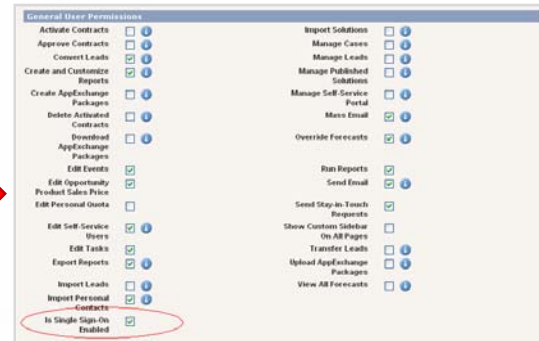 General User Permissions
Activate Contracts
Import Solutions
Approve Contracts
Manage Cases
Convert Leads
Manage Leads
Create and Customize
Reports
Manage Published
Solutions
Create AppExchange
Packages
Manage Self-Service
Portal
Delete Activated
Contracts
Mass Email
Download
AppExchange
Packages
Override Forecasts
Edit Events
Run Reports
Edit Opportunity
Product Sales Price
Send Email
Edit Personal Quota
Send Stay-in-Touch
Requests
Edit Self-Service
Users
Show Custom Sidebar
On All Pages
Edit Tasks
Transfer Leads
Export Reports
Upload AppExchange
Packages
Import Leads
View All Forecasts
Import Personal
Contacts
Is Single Sign-On
Enabled